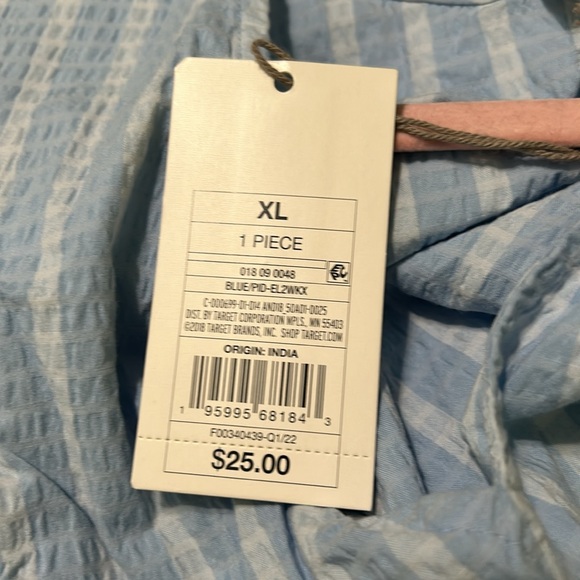 XL
1 PIECE
018 09 0048
BLUE/PID-EL2WKX
C-000699-01-014 AND18_50AD1-0025
DIST. BY TARGET CORPORATION MPLS., MN 55403
©2018 TARGET BRANDS, INC. SHOP TARGET.COM
ORIGIN: INDIA
1 95995 68184 3
F00340439-Q1/22
$25.00